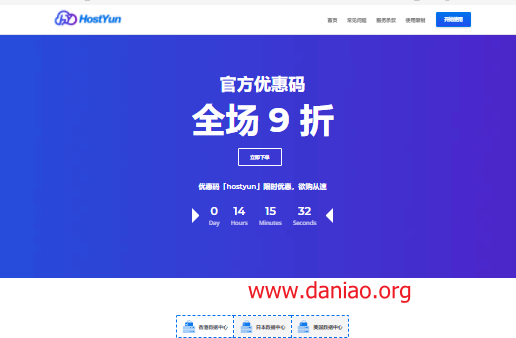 HostYun
首页 常见问题 服务条款 使用限制 开始使用
官方优惠码
全场 9 折
立即下单
优惠码「hostyun」限时优惠，欲购从速
0 14 15 32
Day Hours Minutes Seconds
www.daniao.org
香港数据中心 日本数据中心 美国数据中心